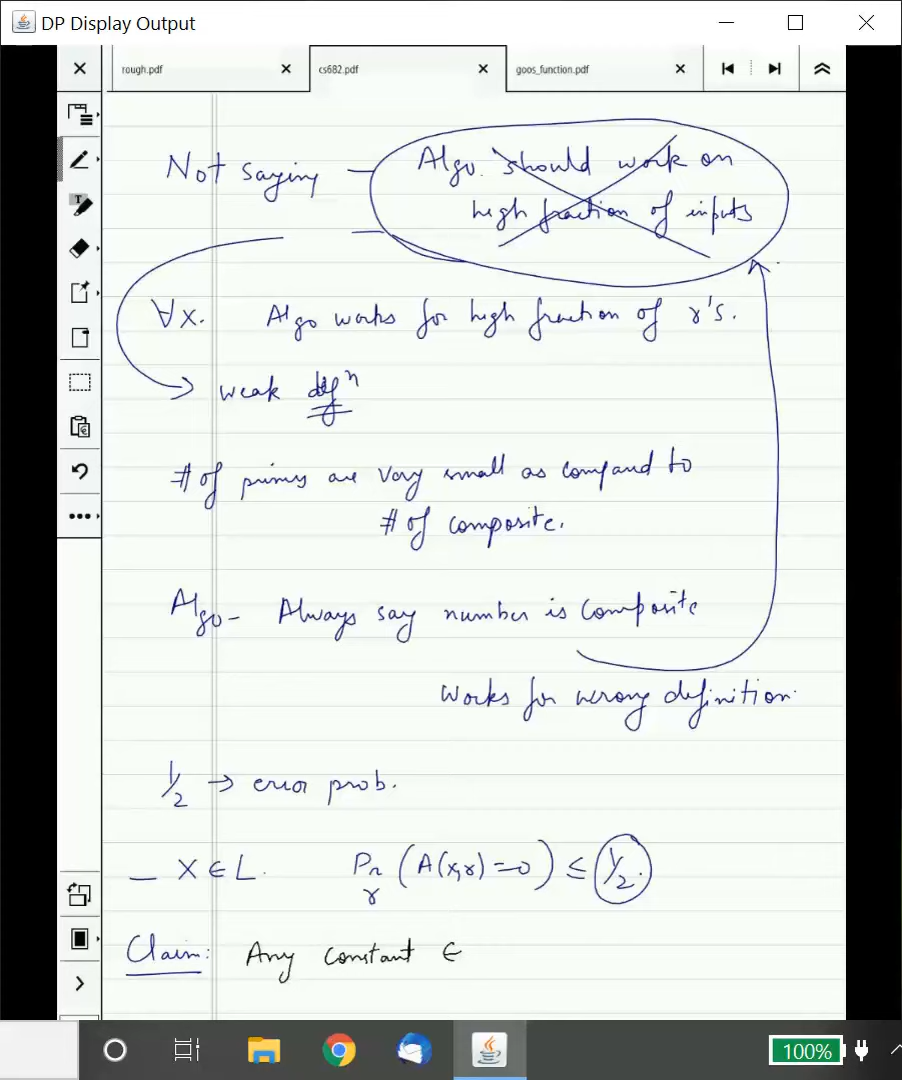 DP Display Output
rough.pdf
cs682.pdf
goos_function.pdf
Not saying — Algo. should work on
high fraction of inputs
∀x. Algo works for high fraction of r's.
→ weak defⁿ
# of primes are very small as compared to
# of composite.
Algo – Always say number is composite
Works for wrong definition.
1/2 → error prob.
– x ∈ L. Pr_r (A(x,r)=0) ≤ 1/2.
Claim: Any constant ∈
100%